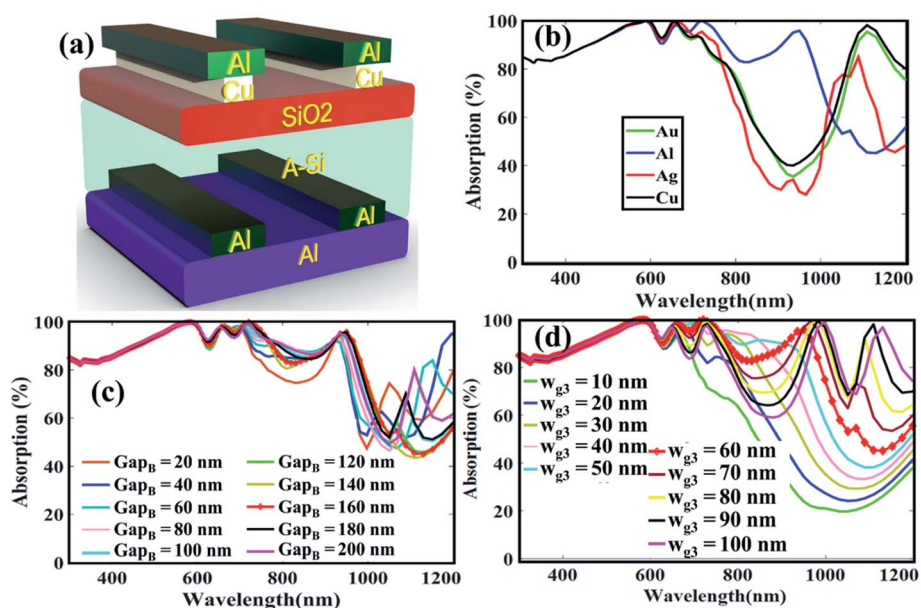 (a)
Al
Al
Cu
Cu
SiO2
A-Si
Al
Al
Al
(b)
100
80
60
40
20
0
Absorption (%)
Au
Al
Ag
Cu
400 600 800 1000
Wavelength(nm)
(c)
100
80
60
40
20
0
Absorption (%)
GapB = 20 nm
GapB = 40 nm
GapB = 60 nm
GapB = 80 nm
GapB = 100 nm
GapB = 120 nm
GapB = 140 nm
GapB = 160 nm
GapB = 180 nm
GapB = 200 nm
400 600 800 1000 1200
Wavelength(nm)
(d)
100
80
60
40
20
0
Absorption (%)
wg3 = 10 nm
wg3 = 20 nm
wg3 = 30 nm
wg3 = 40 nm
wg3 = 50 nm
wg3 = 60 nm
wg3 = 70 nm
wg3 = 80 nm
wg3 = 90 nm
wg3 = 100 nm
400 600 800 1000 1200
Wavelength(nm)